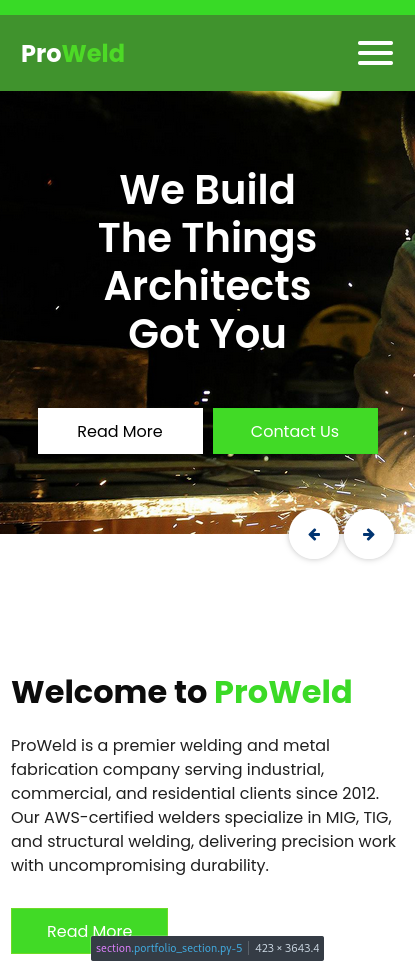 ProWeld
We Build
The Things
Architects
Got You
Read More
Contact Us
Welcome to ProWeld
ProWeld is a premier welding and metal
fabrication company serving industrial,
commercial, and residential clients since 2012.
Our AWS-certified welders specialize in MIG, TIG,
and structural welding, delivering precision work
with uncompromising durability.
Read More
section.portfolio_section.py-5 423 × 3643.4